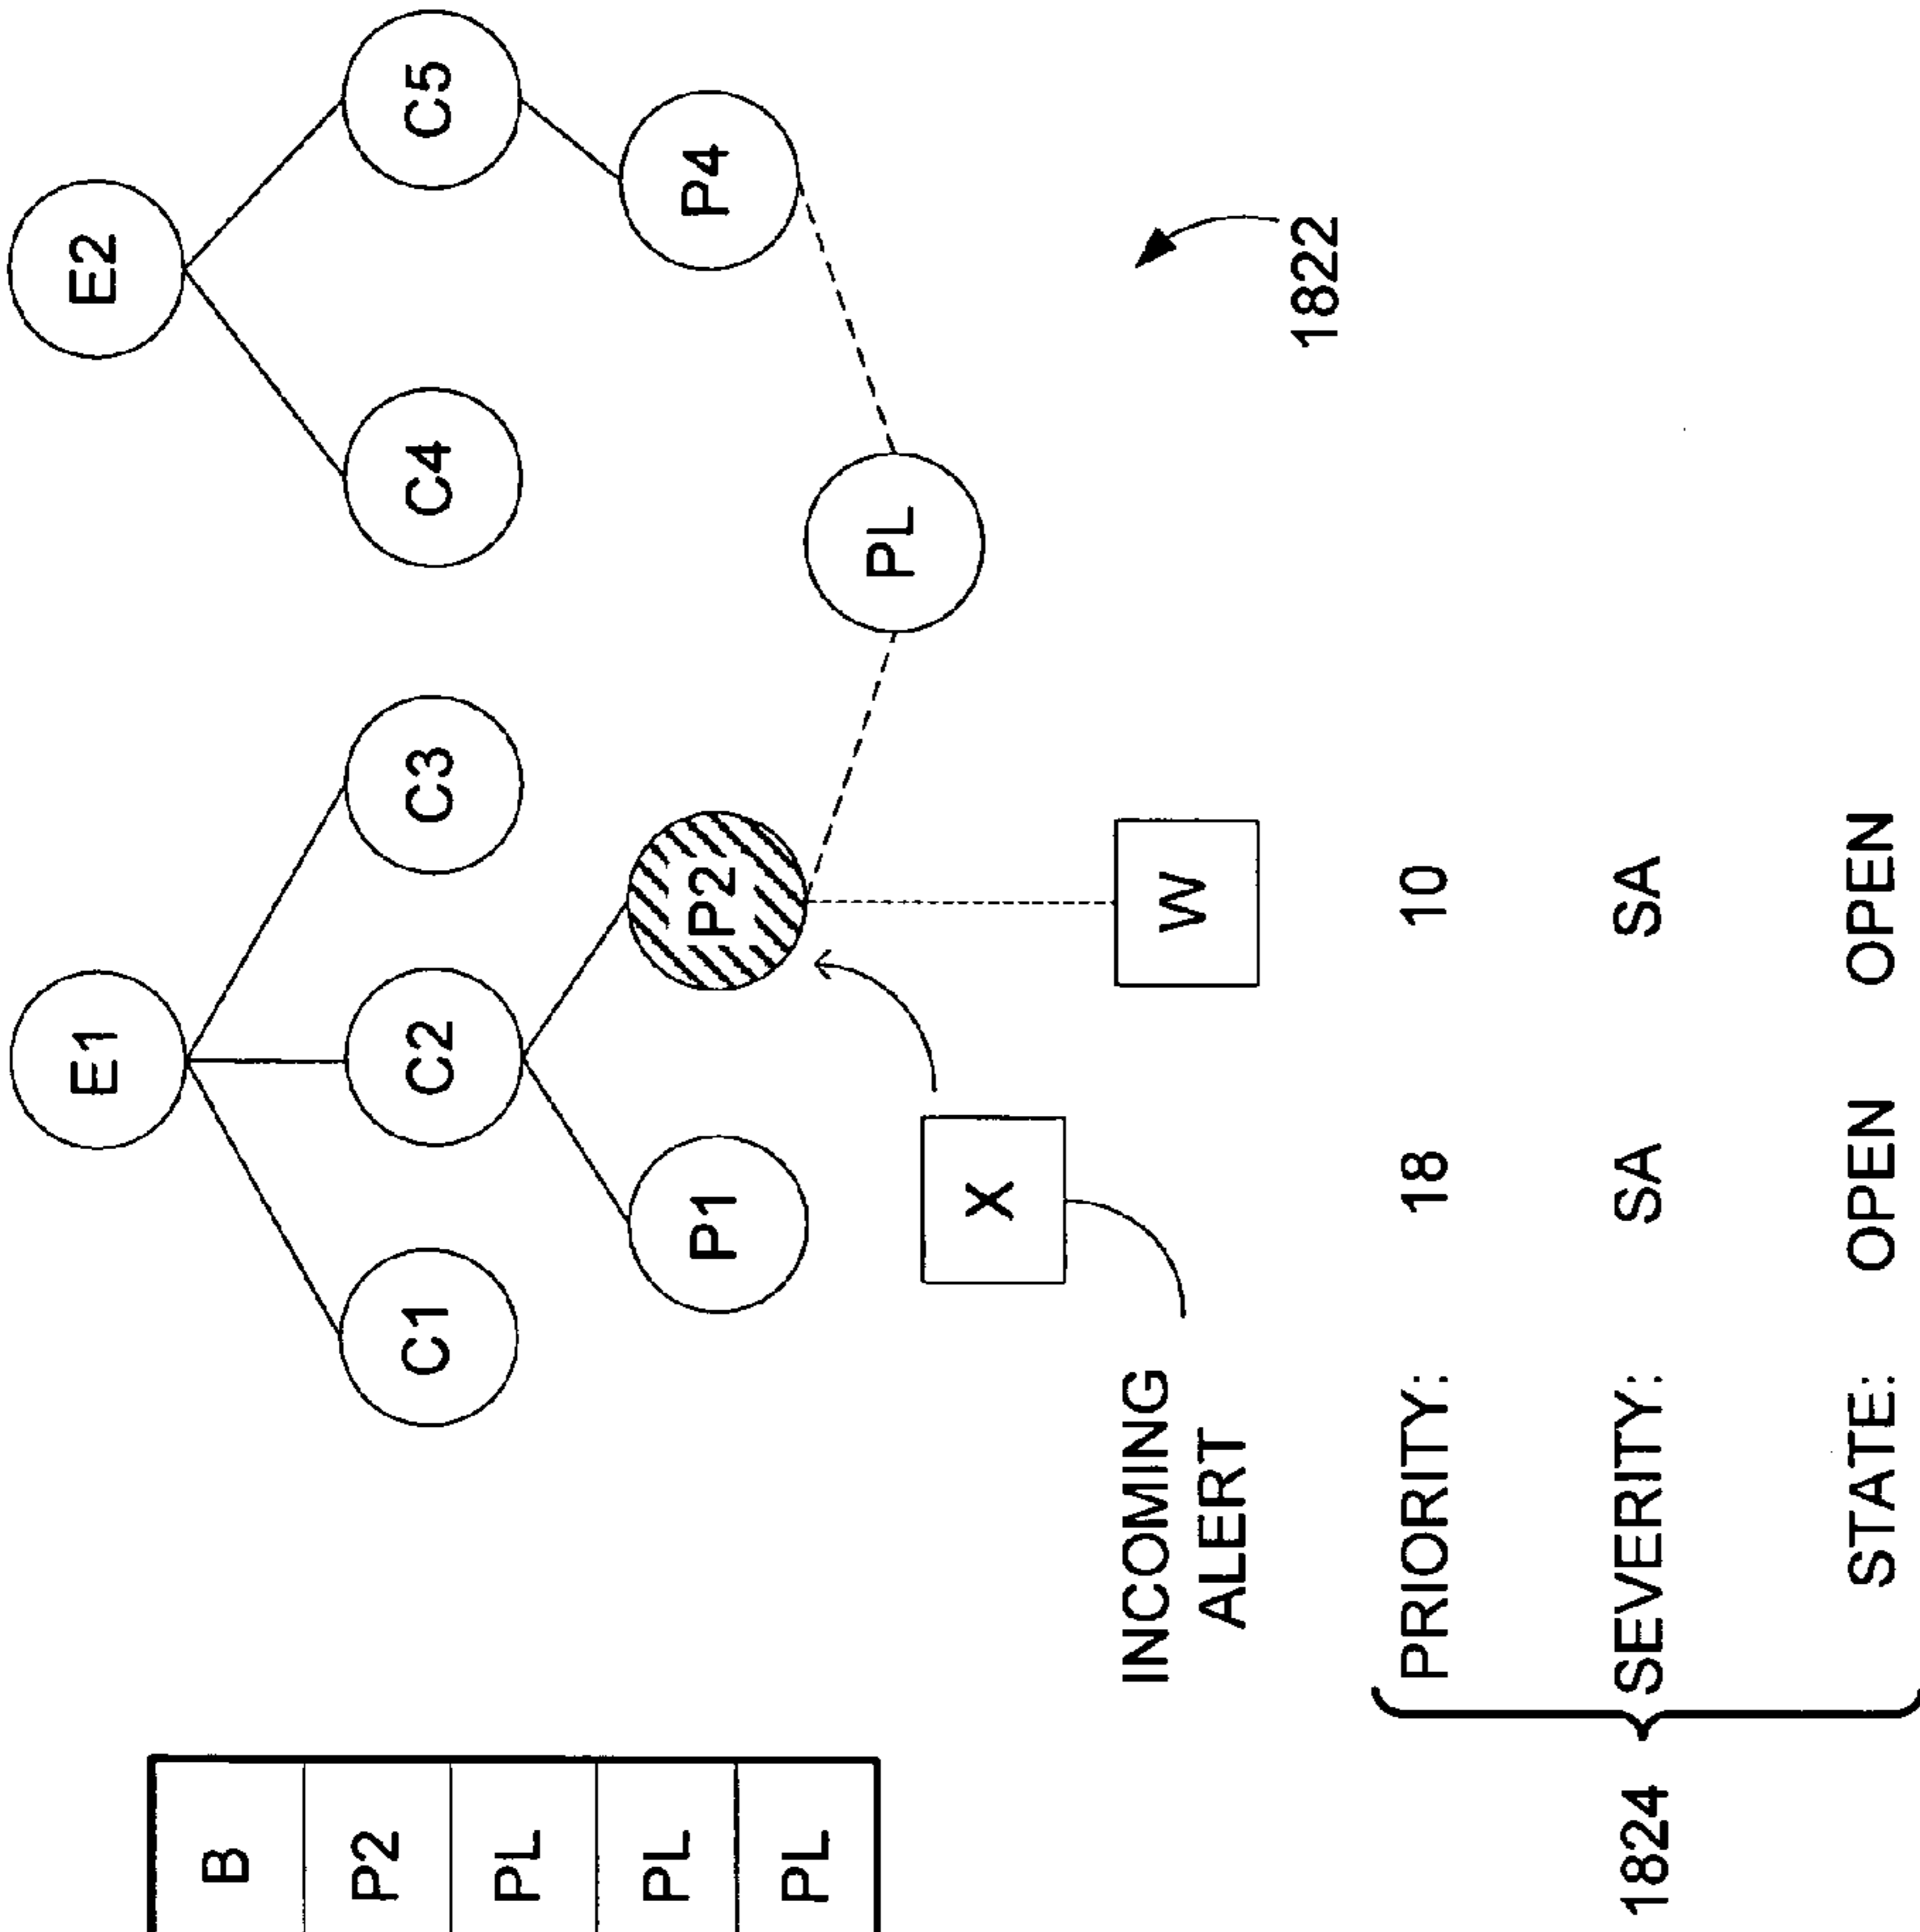 B
P2
PL
PL
PL
E1 E2
C1 C2 C3 C4 C5
P1 P2 P4
PL
X
W
INCOMING
ALERT
1822
PRIORITY: 18 10
1824 SEVERITY: SA SA
STATE: OPEN OPEN